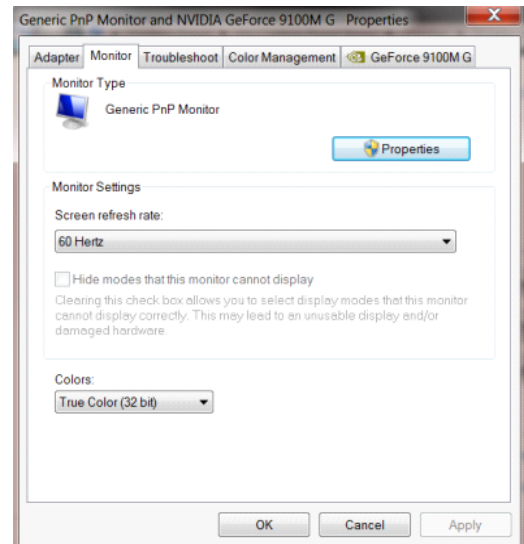 Generic PnP Monitor and NVIDIA GeForce 9100M G Properties
Adapter Monitor Troubleshoot Color Management GeForce 9100M G
Monitor Type
Generic PnP Monitor
Properties
Monitor Settings
Screen refresh rate:
60 Hertz
Hide modes that this monitor cannot display
Clearing this check box allows you to select display modes that this monitor
cannot display correctly. This may lead to an unusable display and/or
damaged hardware.
Colors:
True Color (32 bit)
OK Cancel Apply